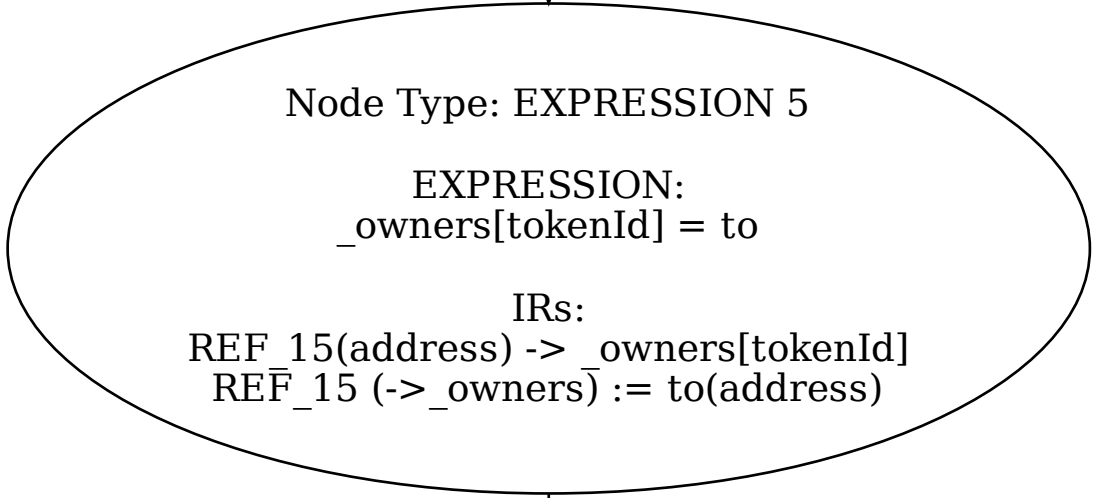 Node Type: EXPRESSION 5
EXPRESSION:
_owners[tokenId] = to
IRs:
REF_15(address) -> _owners[tokenId]
REF_15 (->_owners) := to(address)